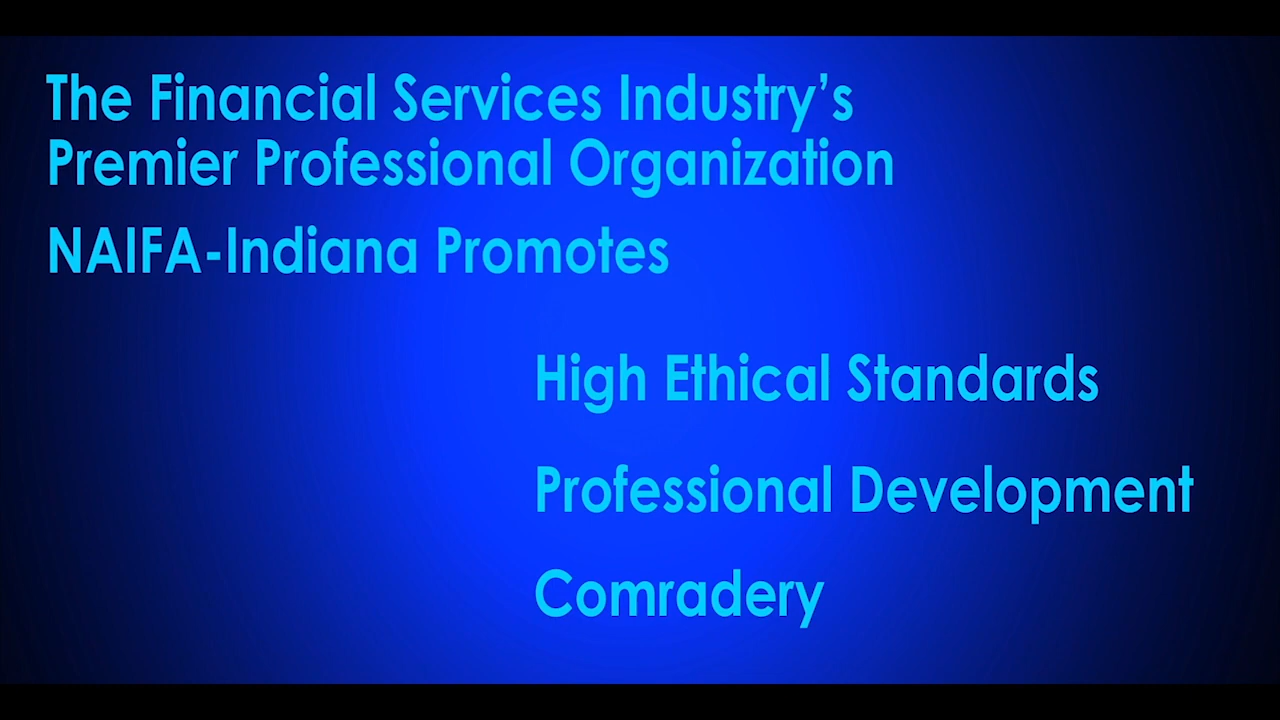 The Financial Services Industry’s
Premier Professional Organization
NAIFA-Indiana Promotes
High Ethical Standards
Professional Development
Comradery